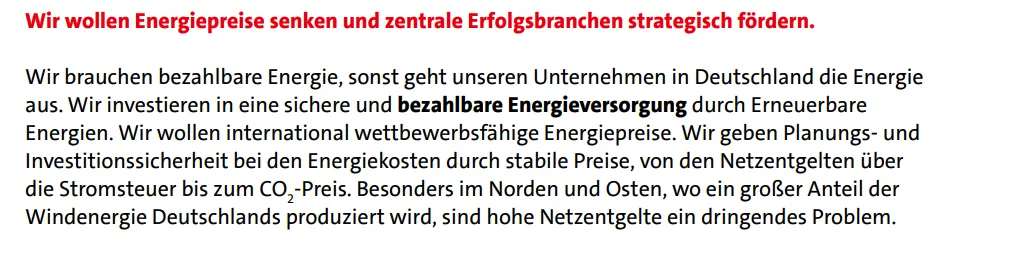 Wir wollen Energiepreise senken und zentrale Erfolgsbranchen strategisch fördern.
Wir brauchen bezahlbare Energie, sonst geht unseren Unternehmen in Deutschland die Energie
aus. Wir investieren in eine sichere und bezahlbare Energieversorgung durch Erneuerbare
Energien. Wir wollen international wettbewerbsfähige Energiepreise. Wir geben Planungs- und
Investitionssicherheit bei den Energiekosten durch stabile Preise, von den Netzentgelten über
die Stromsteuer bis zum CO₂-Preis. Besonders im Norden und Osten, wo ein großer Anteil der
Windenergie Deutschlands produziert wird, sind hohe Netzentgelte ein dringendes Problem.